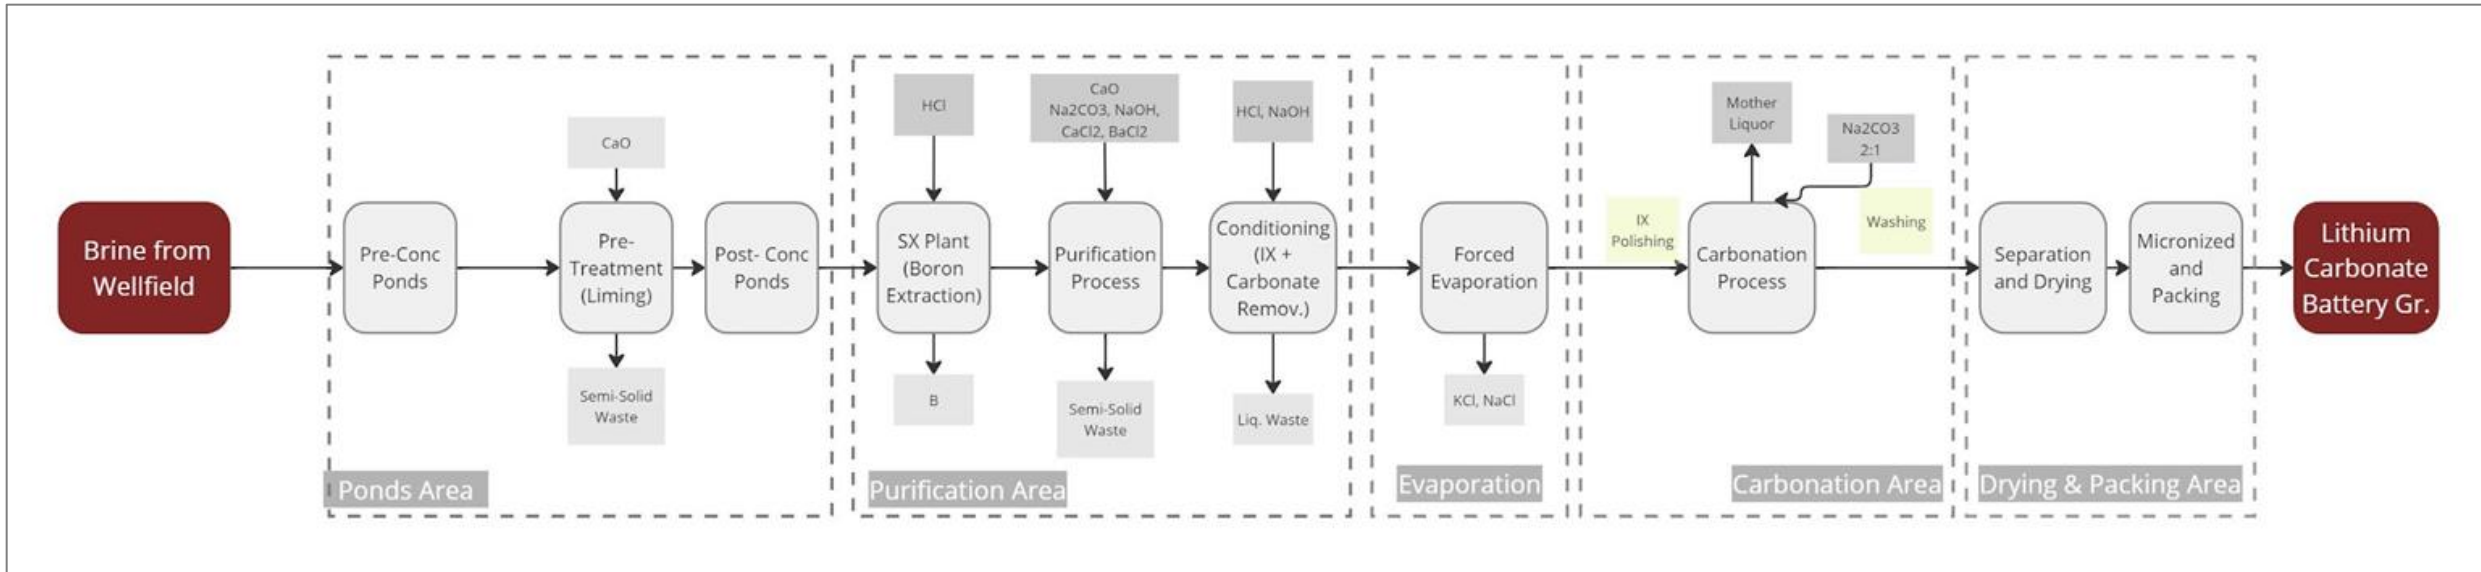 Brine from
Wellfield
Pre-Conc
Ponds
CaO
Pre-
Treatment
(Liming)
Semi-Solid
Waste
Post- Conc
Ponds
Ponds Area
HCl
SX Plant
(Boron
Extraction)
B
CaO
Na2CO3, NaOH,
CaCl2, BaCl2
Purification
Process
Semi-Solid
Waste
HCl, NaOH
Conditioning
(IX +
Carbonate
Remov.)
Liq. Waste
Purification Area
Forced
Evaporation
KCl, NaCl
Evaporation
IX
Polishing
Mother
Liquor
Na2CO3
2:1
Carbonation
Process
Washing
Carbonation Area
Separation
and Drying
Micronized
and
Packing
Drying & Packing Area
Lithium
Carbonate
Battery Gr.